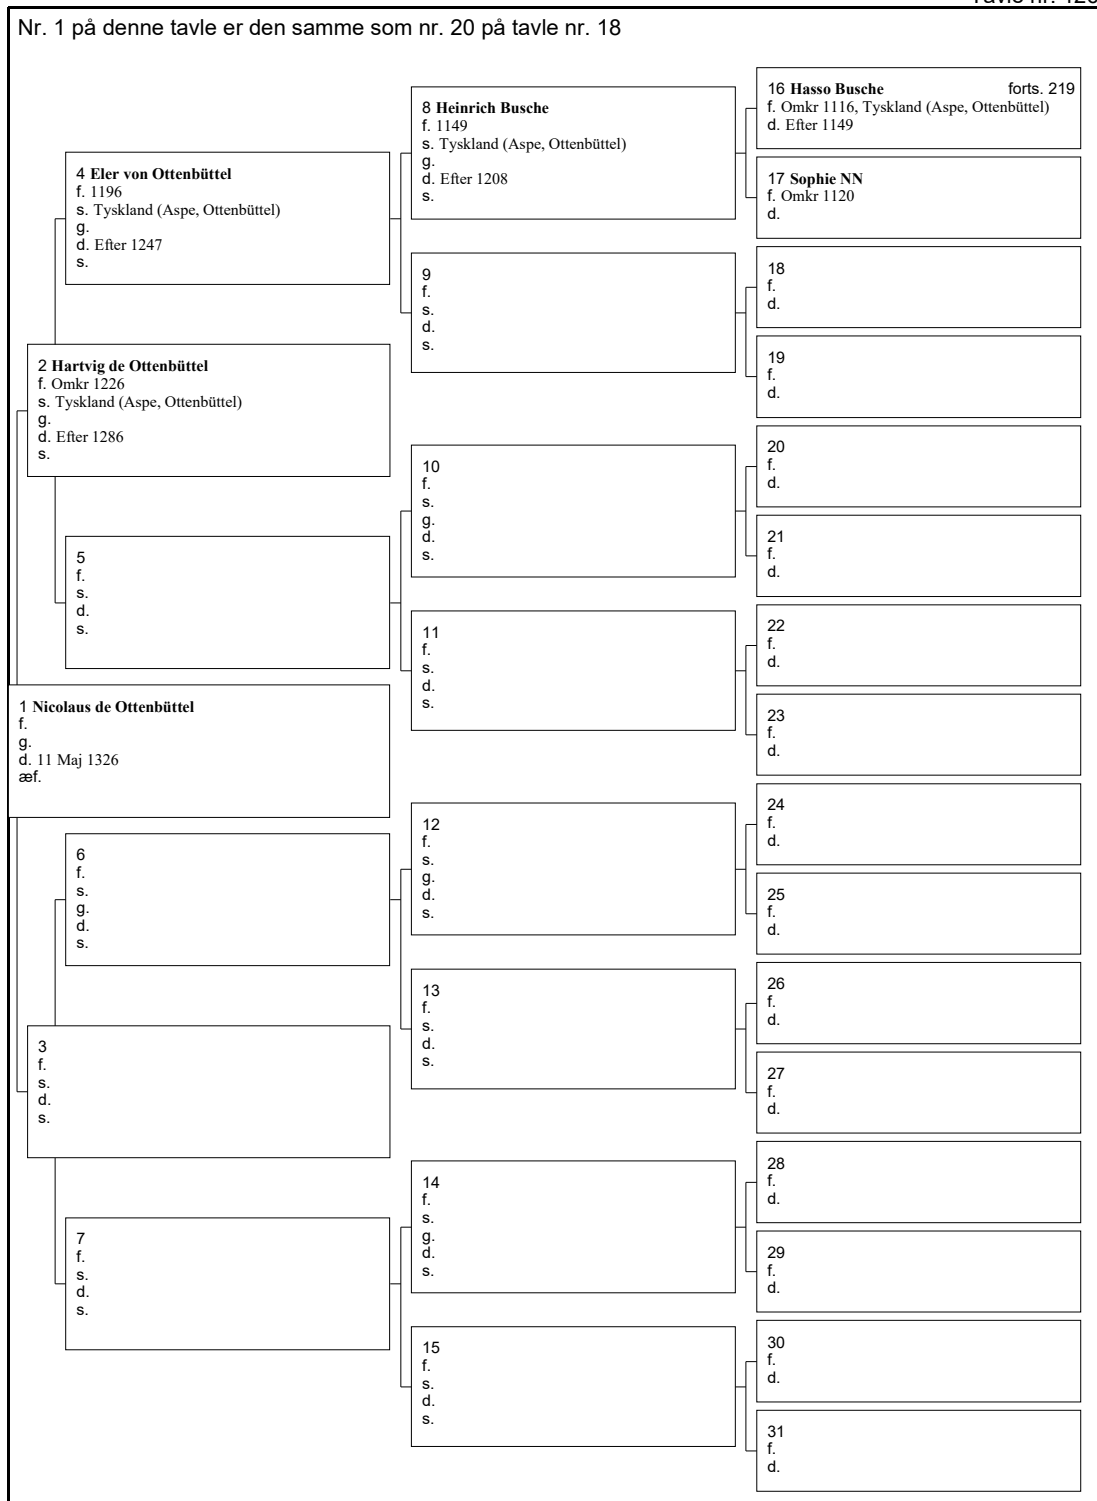 Nr. 1 på denne tavle er den samme som nr. 20 på tavle nr. 18
16 Hasso Busche forts. 219
f. Omkr 1116, Tyskland (Aspe, Ottenbüttel)
d. Efter 1149
8 Heinrich Busche
f. 1149
s. Tyskland (Aspe, Ottenbüttel)
g.
d. Efter 1208
s.
17 Sophie NN
f. Omkr 1120
d.
4 Eler von Ottenbüttel
f. 1196
s. Tyskland (Aspe, Ottenbüttel)
g.
d. Efter 1247
s.
18
f.
d.
9
f.
s.
d.
s.
19
f.
d.
2 Hartvig de Ottenbüttel
f. Omkr 1226
s. Tyskland (Aspe, Ottenbüttel)
g.
d. Efter 1286
s.
20
f.
d.
10
f.
s.
g.
d.
s.
21
f.
d.
5
f.
s.
d.
s.
22
f.
d.
11
f.
s.
d.
s.
23
f.
d.
1 Nicolaus de Ottenbüttel
f.
g.
d. 11 Maj 1326
æf.
24
f.
d.
12
f.
s.
g.
d.
s.
25
f.
d.
6
f.
s.
g.
d.
s.
26
f.
d.
13
f.
s.
d.
s.
27
f.
d.
3
f.
s.
d.
s.
28
f.
d.
14
f.
s.
g.
d.
s.
29
f.
d.
7
f.
s.
d.
s.
30
f.
d.
15
f.
s.
d.
s.
31
f.
d.